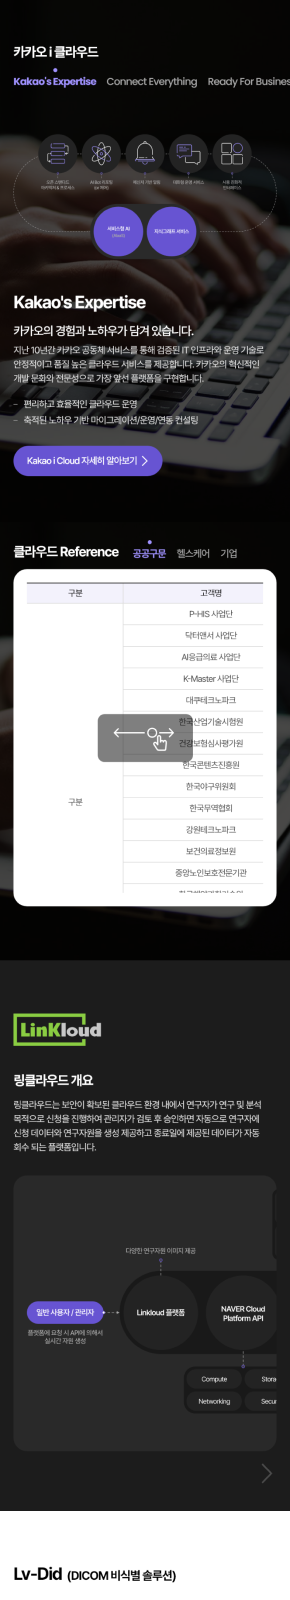 카카오 i 클라우드
Kakao's Expertise Connect Everything Ready For Busines
서비스형 AI
지식그래프 서비스
Kakao's Expertise
카카오의 경험과 노하우가 담겨 있습니다.
지난 10년간 카카오 공동체 서비스를 통해 검증된 IT 인프라와 운영 기술로
안정적이고 품질 높은 클라우드 서비스를 제공합니다. 카카오의 혁신적인
개발 문화와 전문성으로 가장 앞선 플랫폼을 구현합니다.
– 편리하고 효율적인 클라우드 운영
– 축적된 노하우 기반 마이그레이션/운영/연동 컨설팅
Kakao i Cloud 자세히 알아보기
클라우드 Reference 공공구문 헬스케어 기업
구분 고객명
P-HIS 사업단
닥터앤서 사업단
AI응급의료 사업단
K-Master 사업단
대구테크노파크
한국산업기술시험원
건강보험심사평가원
한국콘텐츠진흥원
한국야구위원회
구분
한국무역협회
강원테크노파크
보건의료정보원
중앙노인보호전문기관
LinKloud
링클라우드 개요
링클라우드는 보안이 확보된 클라우드 환경 내에서 연구자가 연구 및 분석
목적으로 신청을 진행하여 관리자가 검토 후 승인하면 자동으로 연구자에
신청 데이터와 연구자원을 생성 제공하고 종료일에 제공된 데이터가 자동
회수 되는 플랫폼입니다.
다양한 연구자원 이미지 제공
일반 사용자 / 관리자
Linkloud 플랫폼
NAVER Cloud
Platform API
플랫폼에 요청 시 API에 의해서
실시간 자원 생성
Compute Stora
Networking Secur
Lv-Did (DICOM 비식별 솔루션)